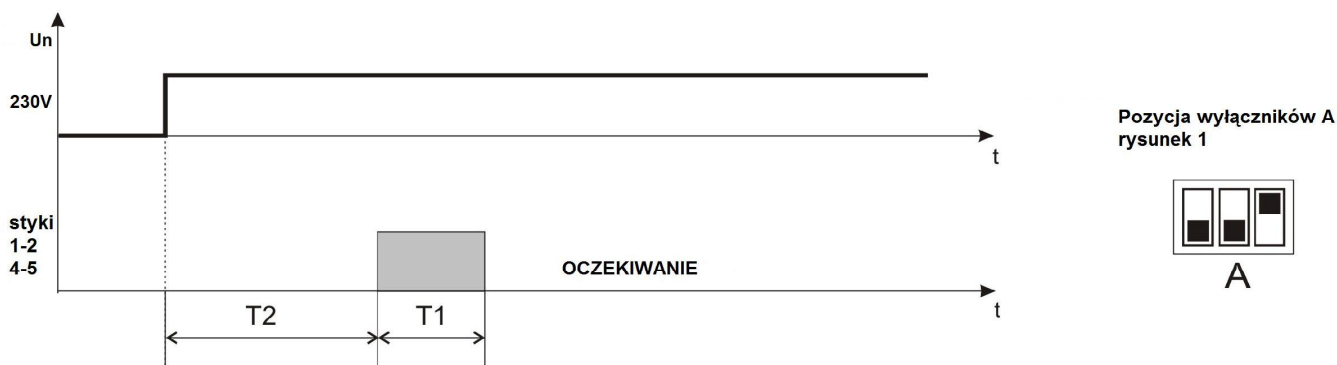 Un
230V
t
Pozycja wyłączników A
rysunek 1
styki
1-2
4-5
OCZEKIWANIE
A
t
T2
T1